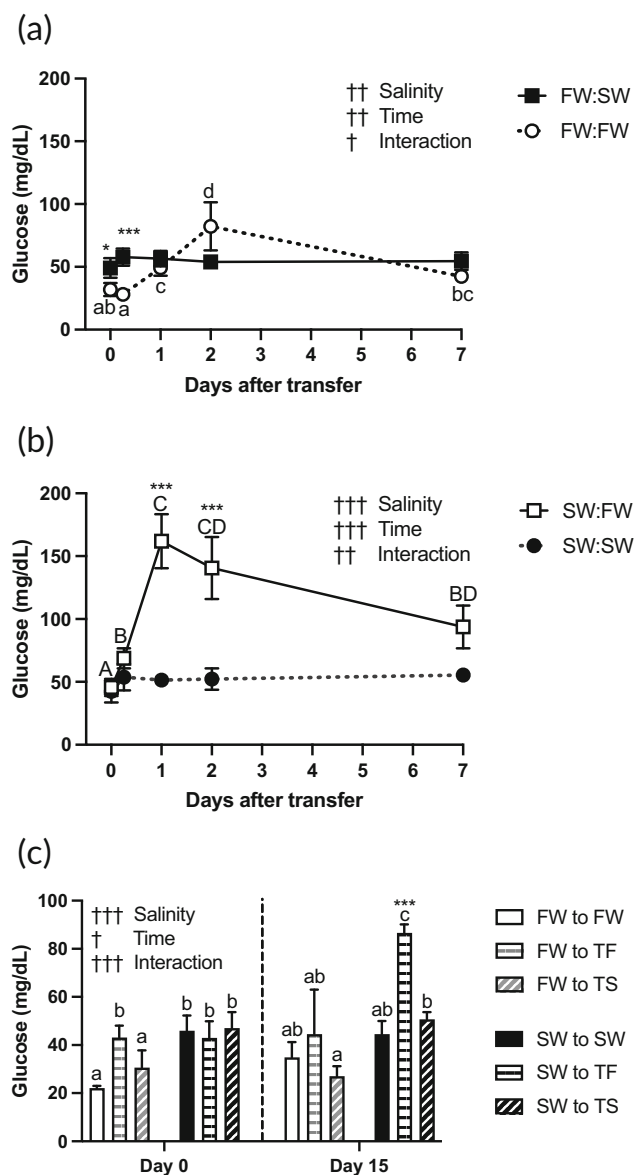 (a)
200
150
100
50
0
Glucose (mg/dL)
†† Salinity
†† Time
† Interaction
FW:SW
FW:FW
* *** d
ab a c bc
0 1 2 3 4 5 6 7
Days after transfer
(b)
200
150
100
50
0
Glucose (mg/dL)
*** ***
C CD
A B BD
††† Salinity
††† Time
†† Interaction
SW:FW
SW:SW
0 1 2 3 4 5 6 7
Days after transfer
(c)
100
80
60
40
20
0
Glucose (mg/dL)
††† Salinity
† Time
††† Interaction
a b a b b b
ab ab a ab
***
c
b
Day 0 Day 15
FW to FW
FW to TF
FW to TS
SW to SW
SW to TF
SW to TS